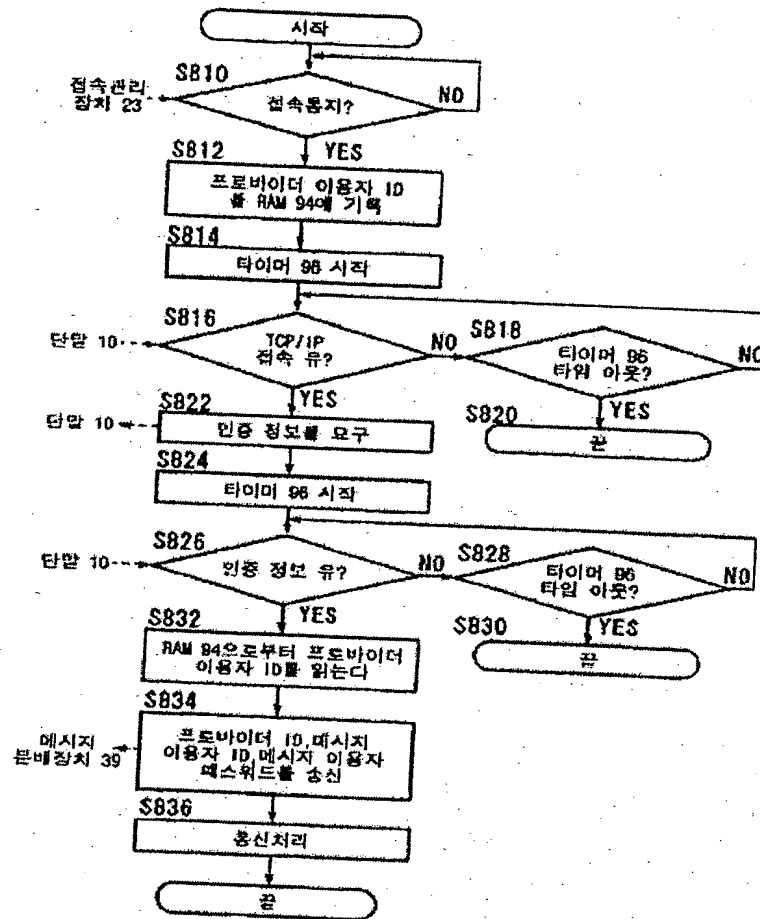 시작
S810
접속관리
장치 23
접속통지?
NO
YES
S812
프로바이더 이용자 ID
를 RAM 94에 기록
S814
타이머 96 시작
S816
단말 10
TCP/IP
접속 유?
NO
S818
타이머 96
타임 아웃?
NO
YES
YES
S820
끝
S822
단말 10
인증 정보를 요구
S824
타이머 96 시작
S826
단말 10
인증 정보 유?
NO
S828
타이머 96
타임 아웃?
NO
YES
YES
S830
끝
S832
RAM 94으로부터 프로바이더
이용자 ID를 읽는다
S834
메시지
분배장치 39
프로바이더 ID,메시지
이용자 ID,메시지 이용자
패스워드를 송신
S836
통신처리
끝